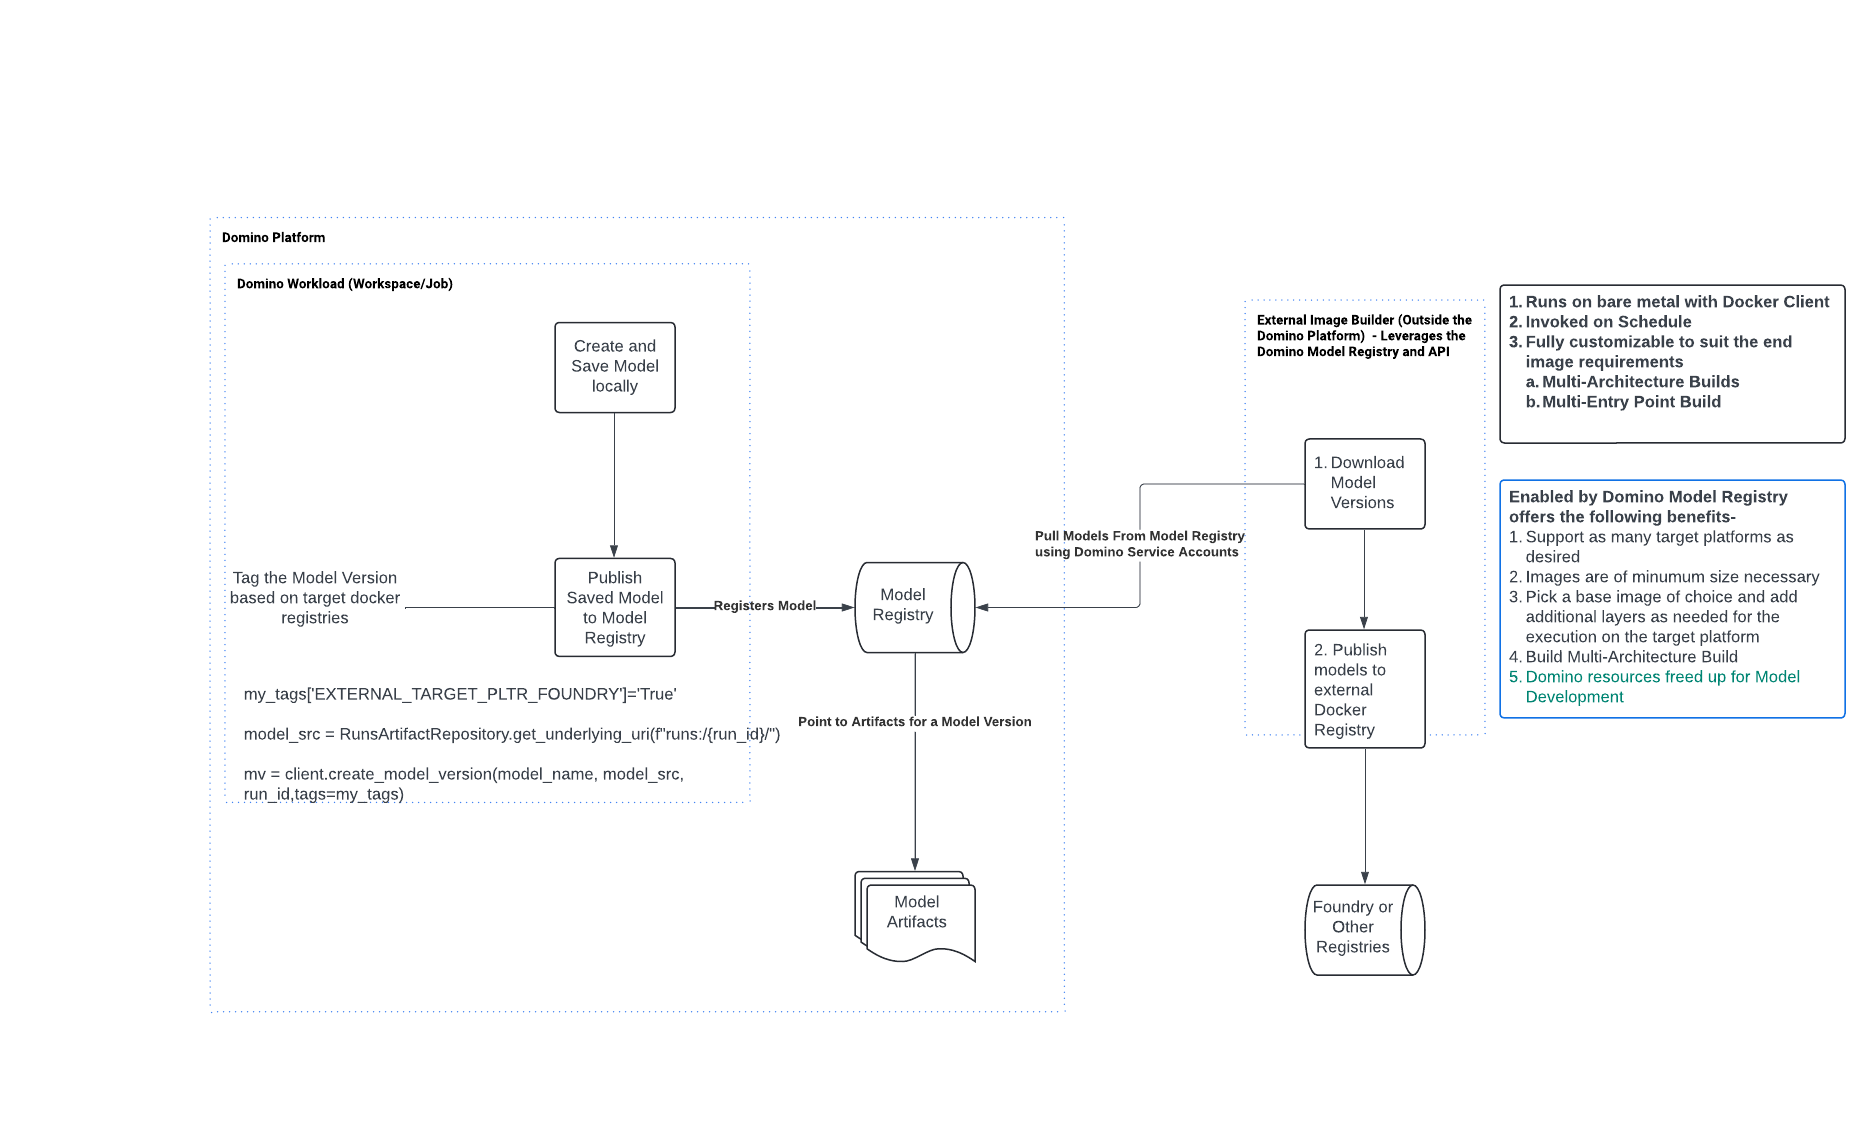 Domino Platform
Domino Workload (Workspace/Job)
Create and
Save Model
locally
Tag the Model Version
based on target docker
registries
Publish
Saved Model
to Model
Registry
Registers Model
my_tags['EXTERNAL_TARGET_PLTR_FOUNDRY']='True'
model_src = RunsArtifactRepository.get_underlying_uri(f"runs:/{run_id}/")
mv = client.create_model_version(model_name, model_src,
run_id,tags=my_tags)
Model
Registry
Point to Artifacts for a Model Version
Model
Artifacts
Pull Models From Model Registry
using Domino Service Accounts
External Image Builder (Outside the
Domino Platform)  - Leverages the
Domino Model Registry and API
1. Download
Model
Versions
2. Publish
models to
external
Docker
Registry
Foundry or
Other
Registries
1. Runs on bare metal with Docker Client
2. Invoked on Schedule
3. Fully customizable to suit the end
image requirements
a. Multi-Architecture Builds
b. Multi-Entry Point Build
Enabled by Domino Model Registry
offers the following benefits-
1. Support as many target platforms as
desired
2. Images are of minumum size necessary
3. Pick a base image of choice and add
additional layers as needed for the
execution on the target platform
4. Build Multi-Architecture Build
5. Domino resources freed up for Model
Development